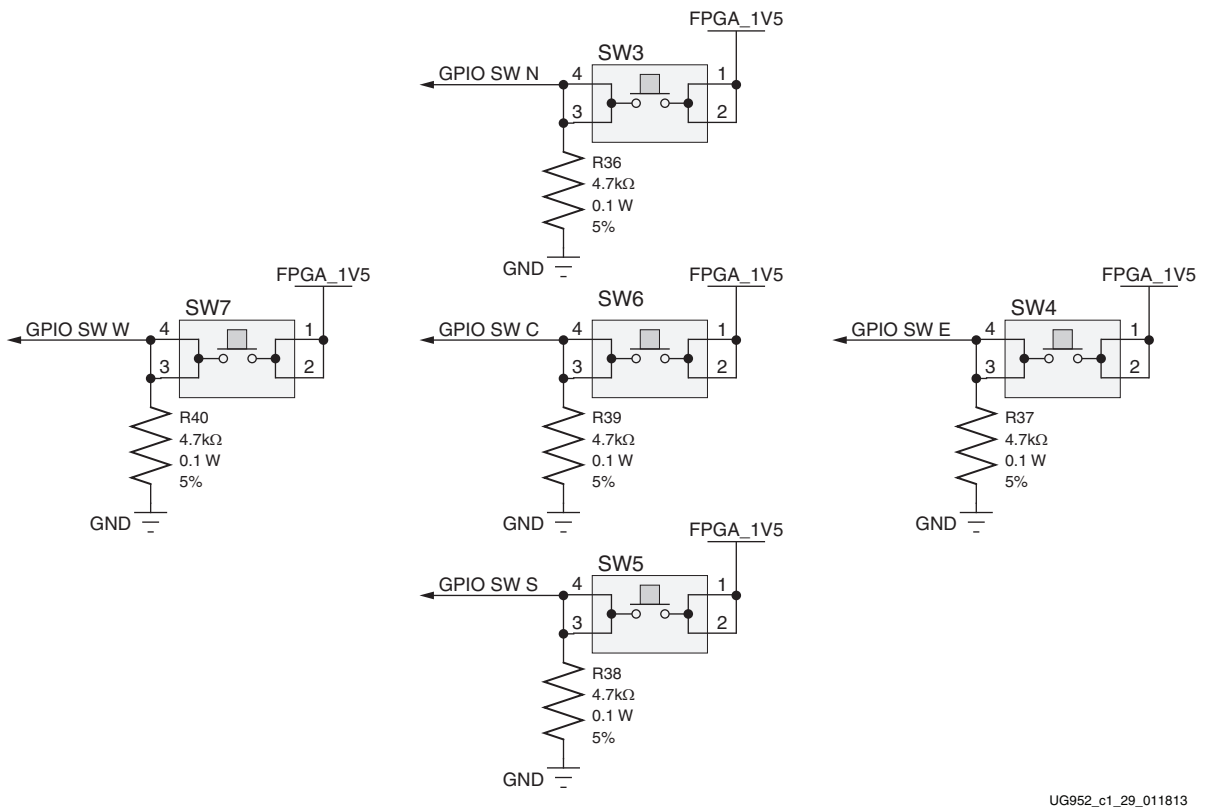 FPGA_1V5
SW3
GPIO SW N
4
1
3
2
R36
4.7kΩ
0.1 W
5%
GND
FPGA_1V5
SW7
GPIO SW W
4
1
3
2
R40
4.7kΩ
0.1 W
5%
GND
FPGA_1V5
SW6
GPIO SW C
4
1
3
2
R39
4.7kΩ
0.1 W
5%
GND
FPGA_1V5
SW4
GPIO SW E
4
1
3
2
R37
4.7kΩ
0.1 W
5%
GND
FPGA_1V5
SW5
GPIO SW S
4
1
3
2
R38
4.7kΩ
0.1 W
5%
GND
UG952_c1_29_011813